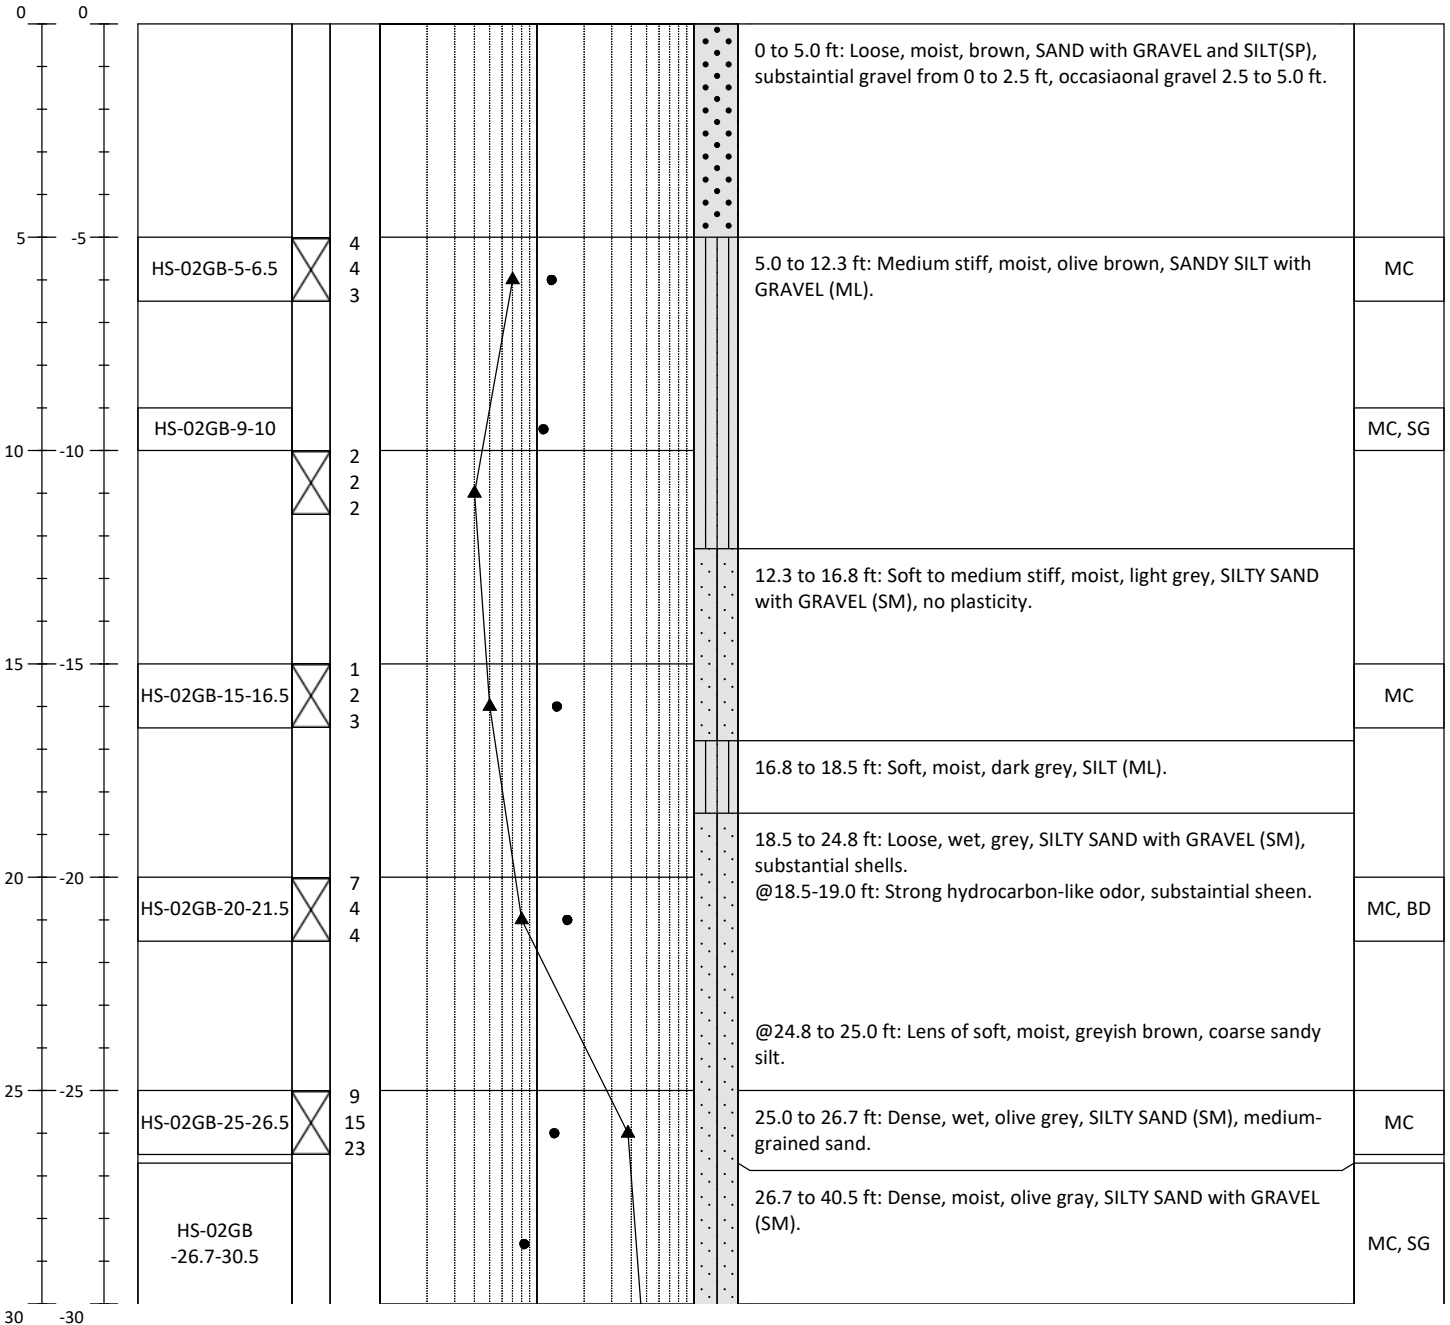 0 0
0 to 5.0 ft: Loose, moist, brown, SAND with GRAVEL and SILT(SP),
substaintial gravel from 0 to 2.5 ft, occasiaonal gravel 2.5 to 5.0 ft.
5 -5
HS-02GB-5-6.5
4
4
3
5.0 to 12.3 ft: Medium stiff, moist, olive brown, SANDY SILT with
GRAVEL (ML).
MC
HS-02GB-9-10
MC, SG
10 -10
2
2
2
12.3 to 16.8 ft: Soft to medium stiff, moist, light grey, SILTY SAND
with GRAVEL (SM), no plasticity.
15 -15
HS-02GB-15-16.5
1
2
3
MC
16.8 to 18.5 ft: Soft, moist, dark grey, SILT (ML).
18.5 to 24.8 ft: Loose, wet, grey, SILTY SAND with GRAVEL (SM),
substantial shells.
@18.5-19.0 ft: Strong hydrocarbon-like odor, substaintial sheen.
20 -20
HS-02GB-20-21.5
7
4
4
MC, BD
@24.8 to 25.0 ft: Lens of soft, moist, greyish brown, coarse sandy
silt.
25 -25
HS-02GB-25-26.5
9
15
23
25.0 to 26.7 ft: Dense, wet, olive grey, SILTY SAND (SM), medium-
grained sand.
MC
26.7 to 40.5 ft: Dense, moist, olive gray, SILTY SAND with GRAVEL
(SM).
HS-02GB
-26.7-30.5
MC, SG
30 -30